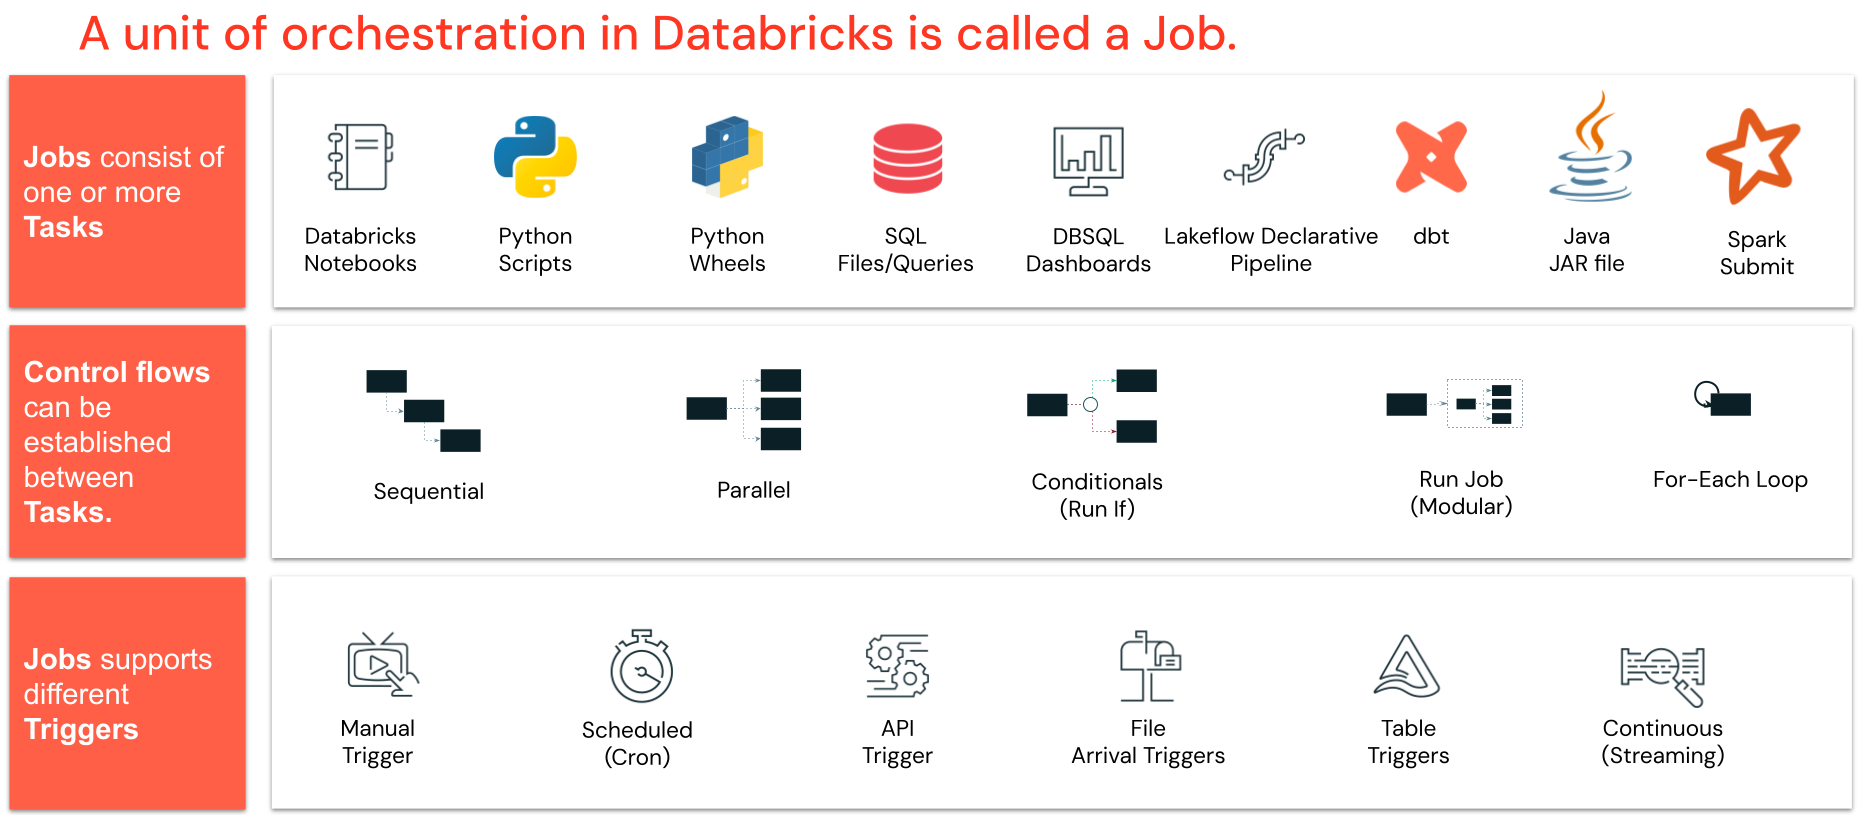 A unit of orchestration in Databricks is called a Job.
Jobs consist of
one or more
Tasks
Databricks
Notebooks
Python
Scripts
Python
Wheels
SQL
Files/Queries
DBSQL
Dashboards
Lakeflow Declarative
Pipeline
dbt
Java
JAR file
Spark
Submit
Control flows
can be
established
between
Tasks.
Sequential
Parallel
Conditionals
(Run If)
Run Job
(Modular)
For-Each Loop
Jobs supports
different
Triggers
Manual
Trigger
Scheduled
(Cron)
API
Trigger
File
Arrival Triggers
Table
Triggers
Continuous
(Streaming)